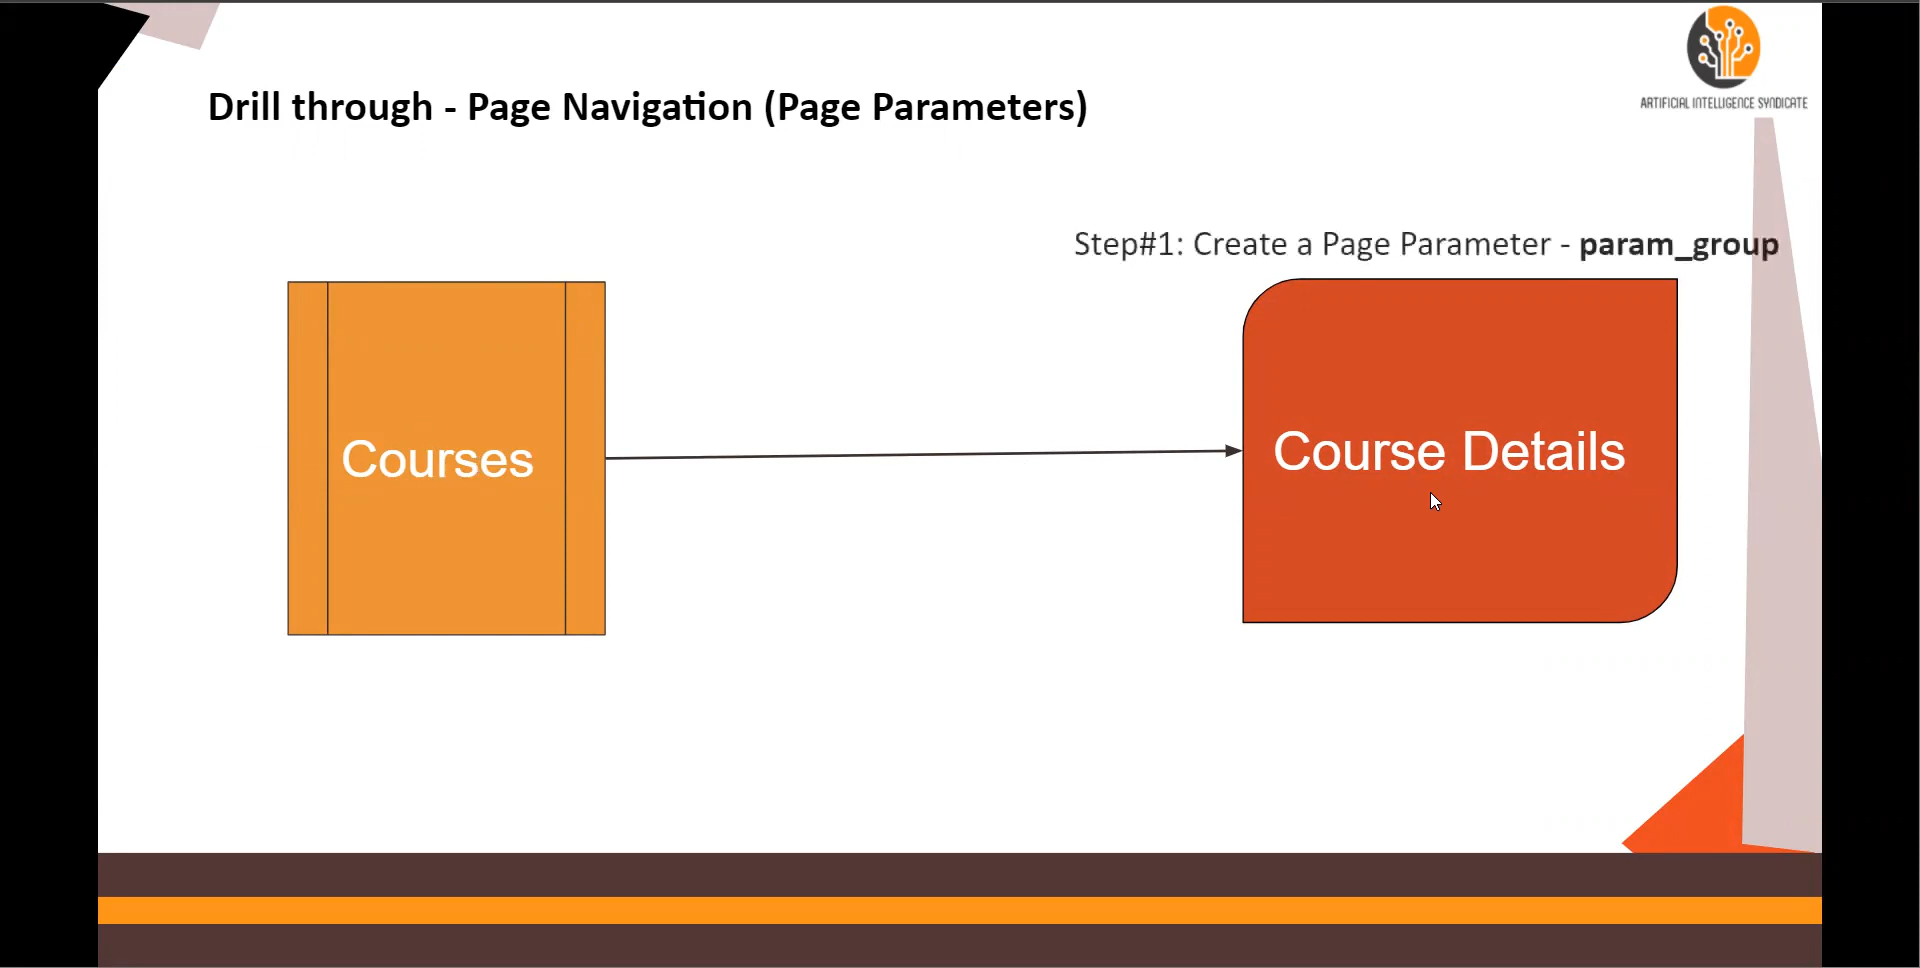 ARTIFICIAL INTELLIGENCE SYNDICATE
Drill through - Page Navigation (Page Parameters)
Step#1: Create a Page Parameter - param_group
Courses
Course Details